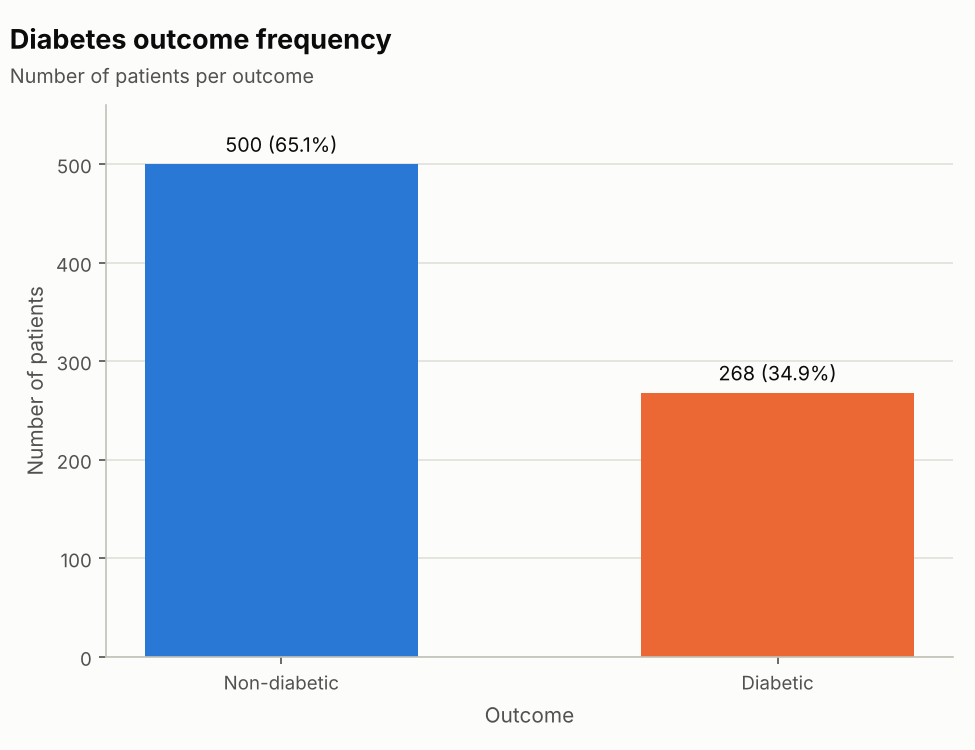 Diabetes outcome frequency
Number of patients per outcome
500 (65.1%)
500
400
300
268 (34.9%)
200
100
0
Number of patients
Non-diabetic
Diabetic
Outcome